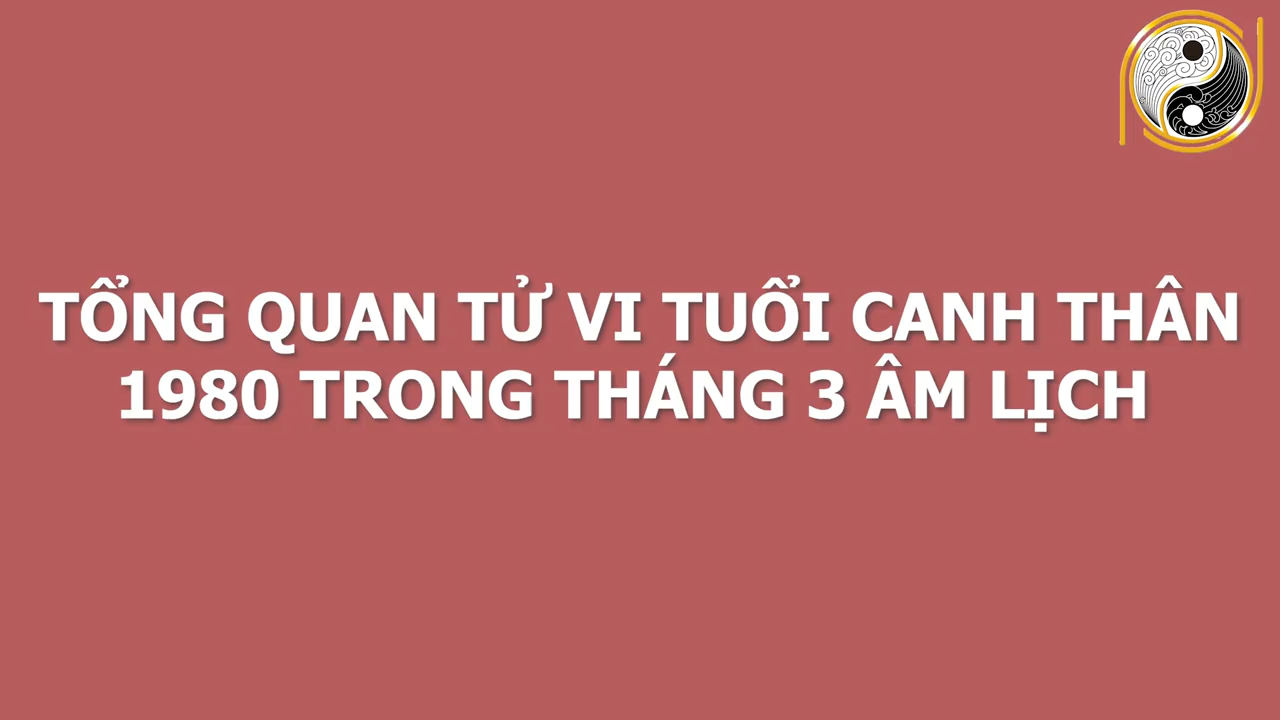 TỔNG QUAN TỬ VI TUỔI CANH THÂN
1980 TRONG THÁNG 3 ÂM LỊCH